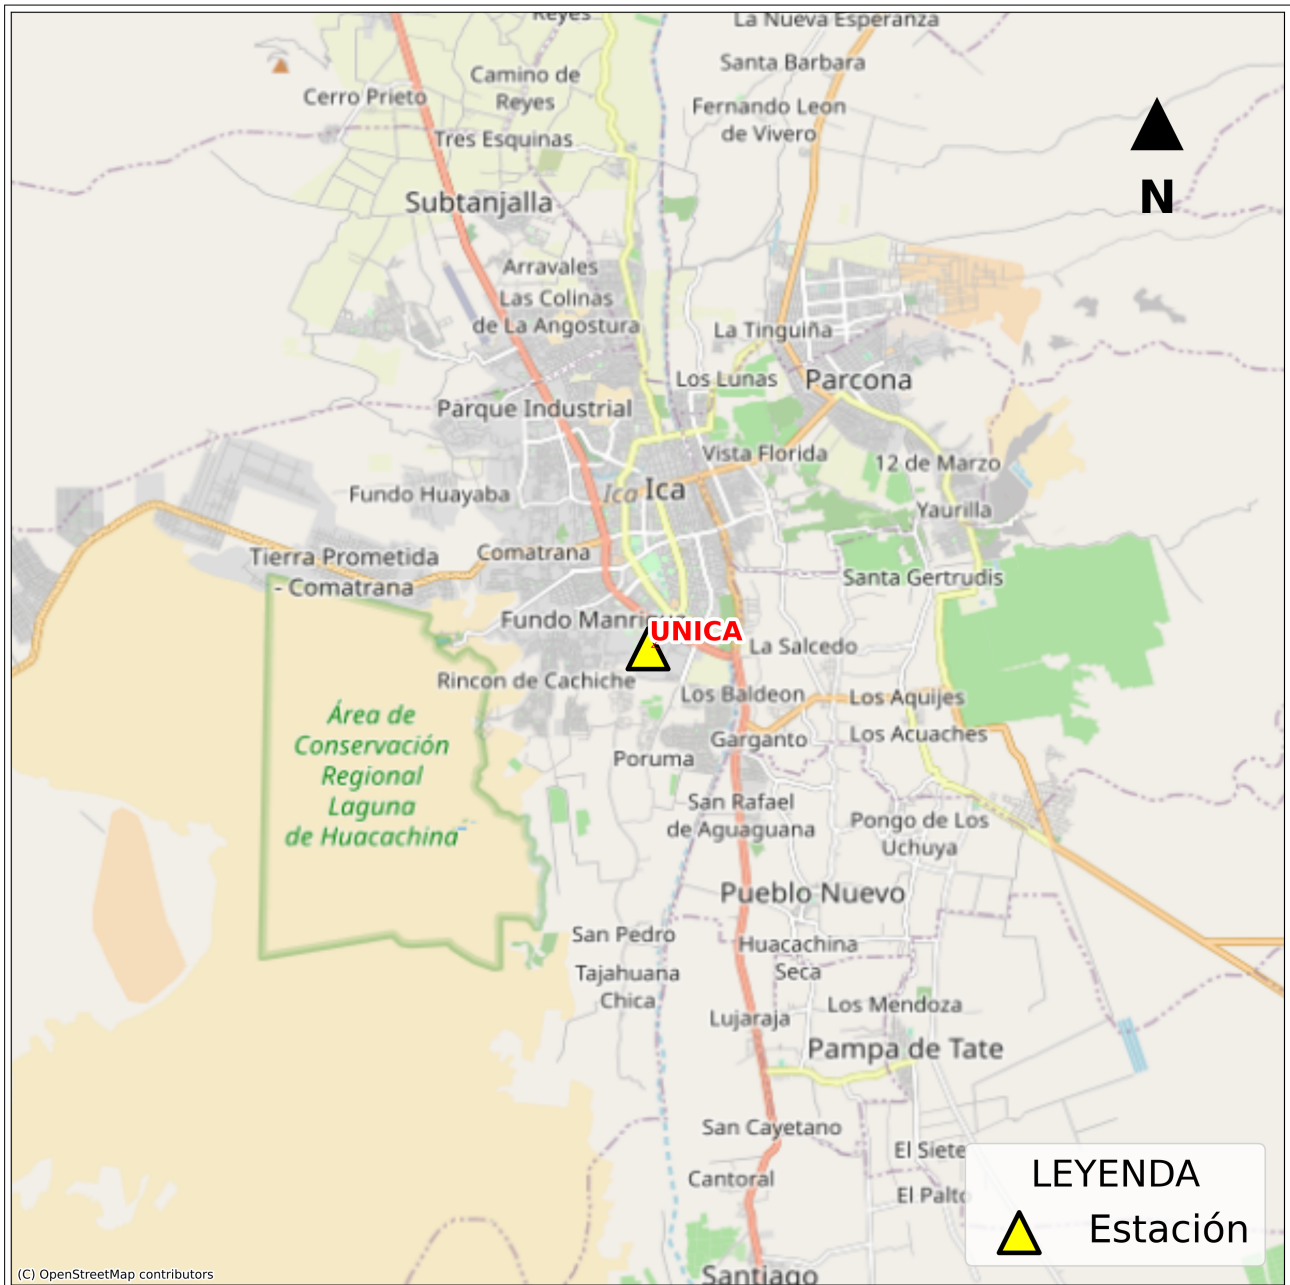 Reyes
La Nueva Esperanza
Santa Barbara
Camino de
Reyes
Cerro Prieto
Fernando Leon
de Vivero
Tres Esquinas
N
Subtanjalla
Arravales
Las Colinas
de La Angostura
La Tinguiña
Los Lunas
Parcona
Parque Industrial
Vista Florida
12 de Marzo
Fundo Huayaba
Ica Ica
Yaurilla
Tierra Prometida
- Comatrana
Comatrana
Santa Gertrudis
Fundo Manrique
UNICA
La Salcedo
Rincon de Cachiche
Los Baldeon
Los Aquijes
Área de
Conservación
Regional
Laguna
de Huacachina
Garganto
Los Acuaches
Poruma
San Rafael
de Aguaguana
Pongo de Los
Uchuya
Pueblo Nuevo
San Pedro
Huacachina
Seca
Tajahuana
Chica
Los Mendoza
Lujaraja
Pampa de Tate
San Cayetano
El Siete
Cantoral
El Palto
LEYENDA
Estación
Santiago
(C) OpenStreetMap contributors